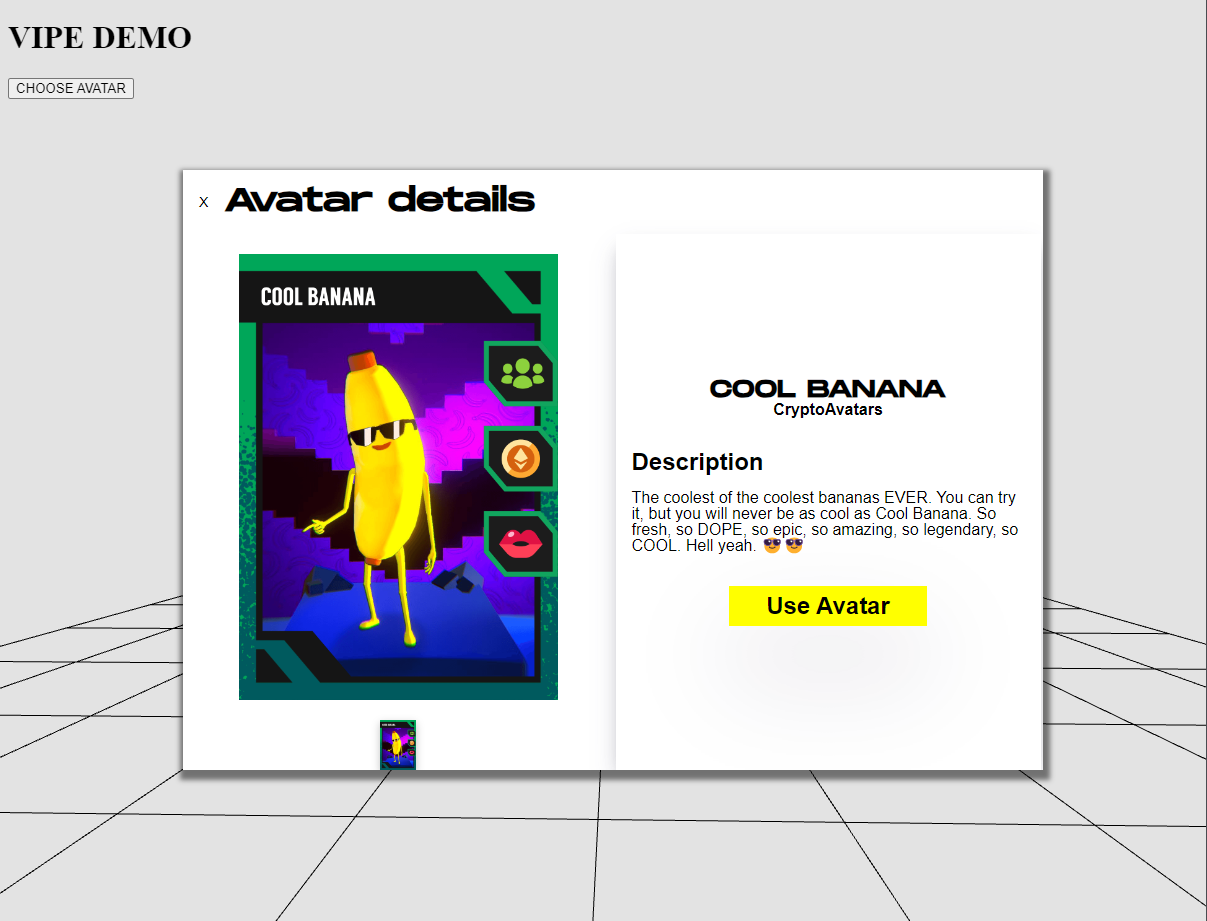 VIPE DEMO
CHOOSE AVATAR
X Avatar details
COOL BANANA
COOL BANANA
CryptoAvatars
Description
The coolest of the coolest bananas EVER. You can try
it, but you will never be as cool as Cool Banana. So
fresh, so DOPE, so epic, so amazing, so legendary, so
COOL. Hell yeah. 😎😎
Use Avatar